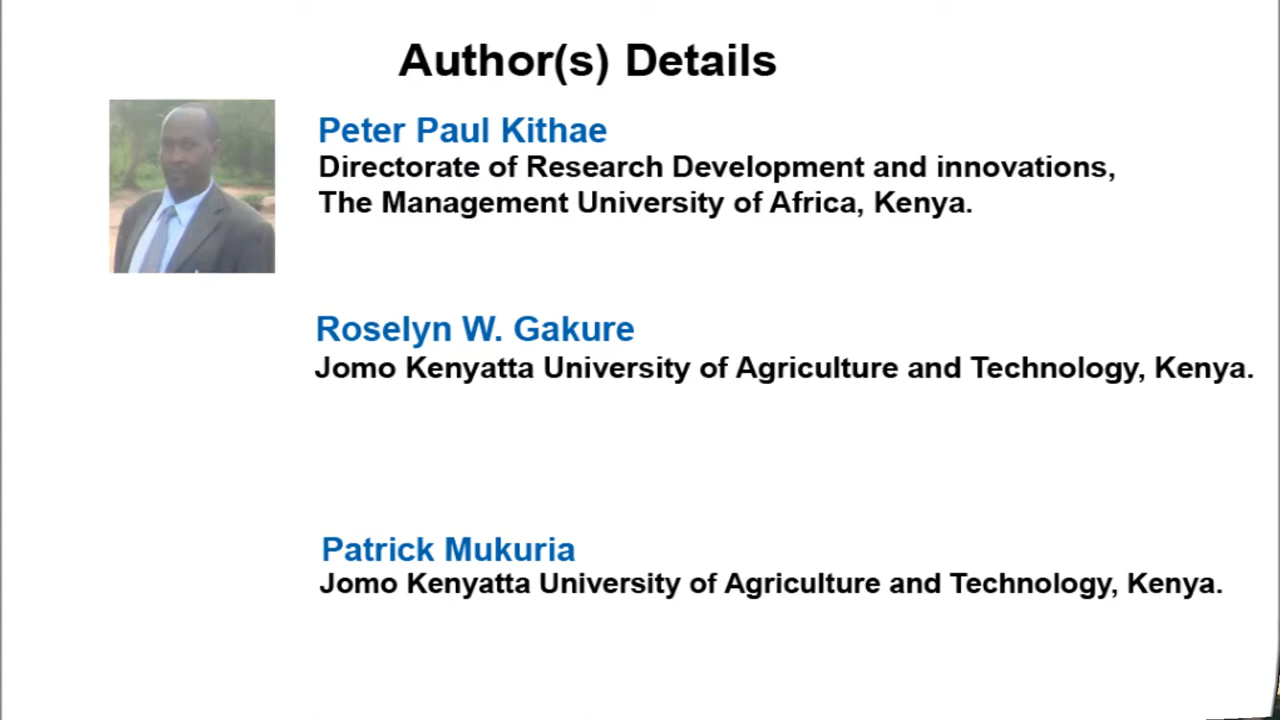 Author(s) Details
Peter Paul Kithae
Directorate of Research Development and innovations,
The Management University of Africa, Kenya.
Roselyn W. Gakure
Jomo Kenyatta University of Agriculture and Technology, Kenya.
Patrick Mukuria
Jomo Kenyatta University of Agriculture and Technology, Kenya.